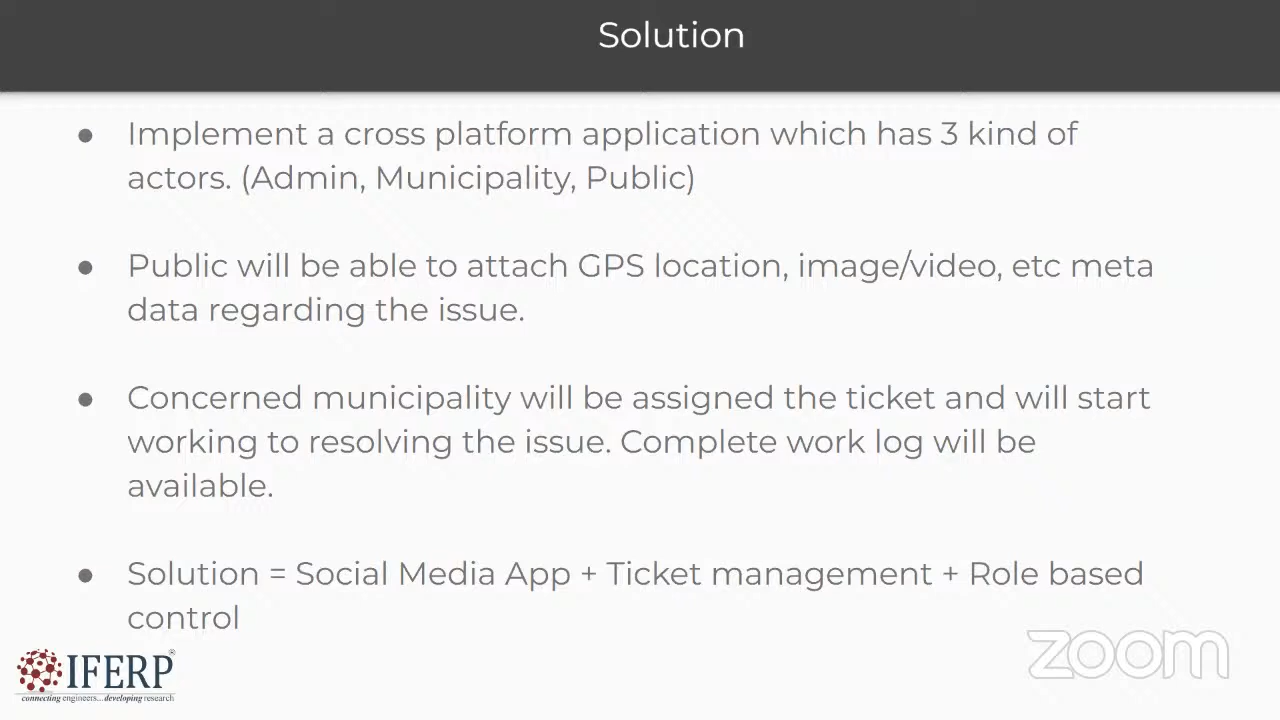 Solution
● Implement a cross platform application which has 3 kind of
actors. (Admin, Municipality, Public)
● Public will be able to attach GPS location, image/video, etc meta
data regarding the issue.
● Concerned municipality will be assigned the ticket and will start
working to resolving the issue. Complete work log will be
available.
● Solution = Social Media App + Ticket management + Role based
control
IFERP®
connecting engineers...developing research
zoom